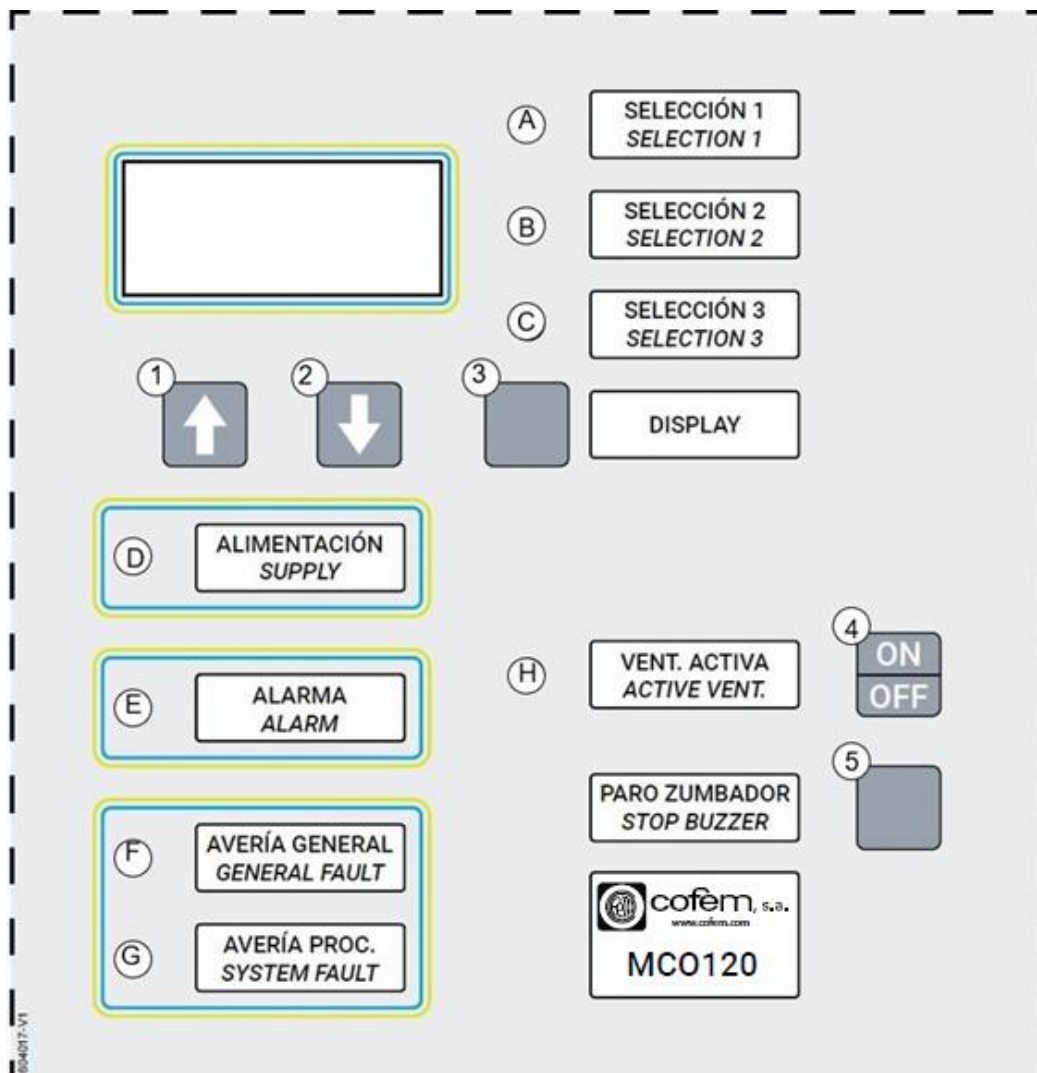 A
SELECCIÓN 1
SELECTION 1
B
SELECCIÓN 2
SELECTION 2
C
SELECCIÓN 3
SELECTION 3
1
2
3
DISPLAY
D
ALIMENTACIÓN
SUPPLY
E
ALARMA
ALARM
F
AVERÍA GENERAL
GENERAL FAULT
G
AVERÍA PROC.
SYSTEM FAULT
H
VENT. ACTIVA
ACTIVE VENT.
4
ON
OFF
PARO ZUMBADOR
STOP BUZZER
5
cofem, s.a.
www.cofem.com
MCO120
604017-V1